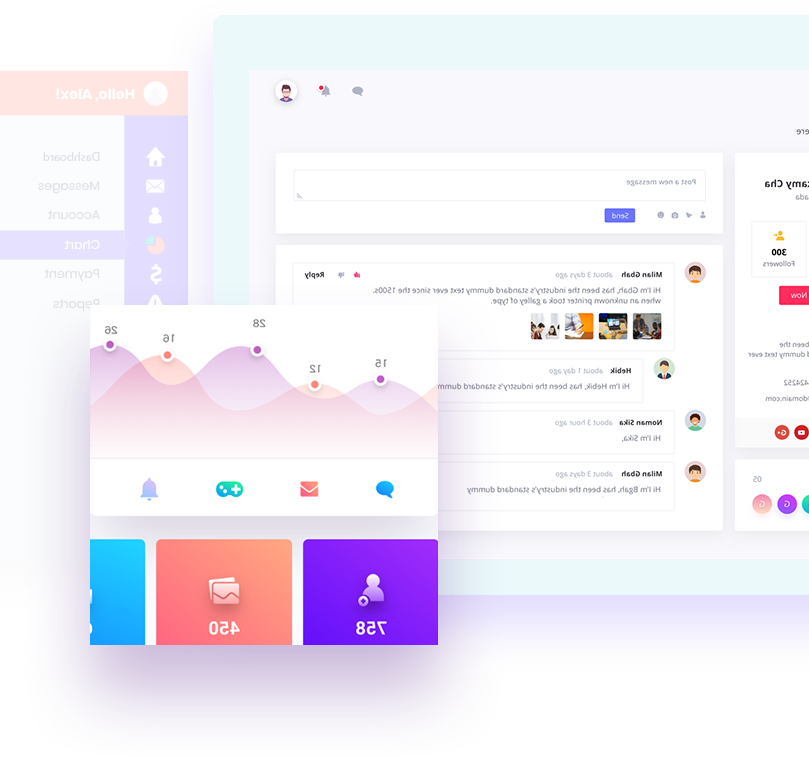 Hello, Alex!
Dashboard
Messages
Account
Chart
Payment
Reports
ere
Post a new message
Send
Milan Gbah about 3 days ago
Reply
Hi I'm Gbah, has been the industry's standard dummy text ever since the 1500s.
when an unknown printer took a galley of type.
Hebik about 1 day ago
Hi I'm Hebik, has been the industry's standard dumm
Noman Sika about 3 hour ago
Hi I'm Sika,
Milan Gbah about 3 days ago
Hi I'm Bgah, has been the industry's standard dummy
amy Cha
ada
300
Followers
Now
been the
d dummy text ever
424252
domain.com
G+
05
G
G
26
16
28
12
15
450
758